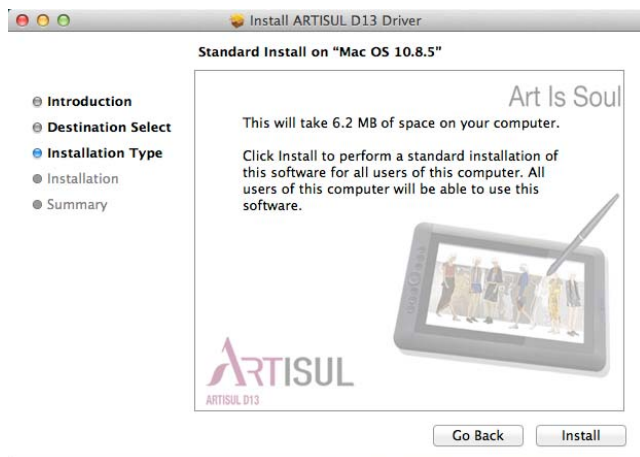 Install ARTISUL D13 Driver
Standard Install on “Mac OS 10.8.5"
Introduction
Destination Select
Installation Type
Installation
Summary
Art Is Soul
This will take 6.2 MB of space on your computer.
Click Install to perform a standard installation of
this software for all users of this computer. All
users of this computer will be able to use this
software.
ARTISUL
ARTISUL D13
Go Back
Install